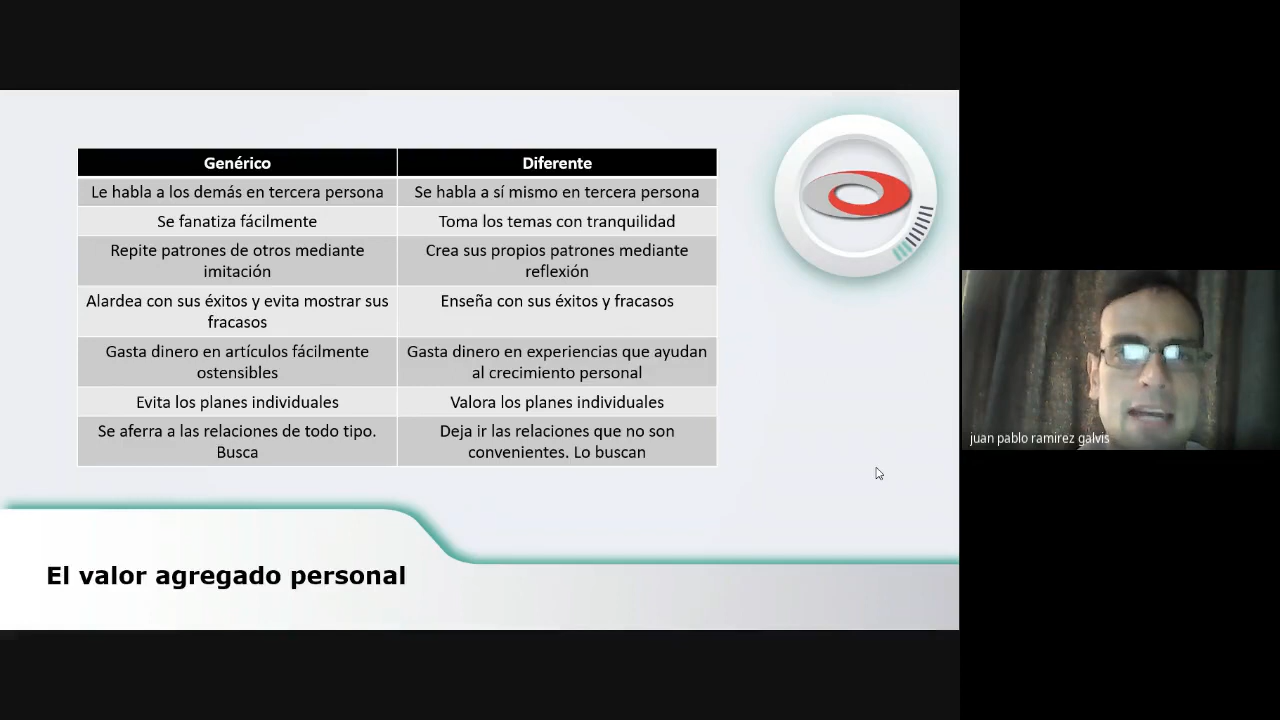 Genérico
Diferente
Le habla a los demás en tercera persona
Se habla a sí mismo en tercera persona
Se fanatiza fácilmente
Toma los temas con tranquilidad
Repite patrones de otros mediante
imitación
Crea sus propios patrones mediante
reflexión
Alardea con sus éxitos y evita mostrar sus
fracasos
Enseña con sus éxitos y fracasos
Gasta dinero en artículos fácilmente
ostensibles
Gasta dinero en experiencias que ayudan
al crecimiento personal
Evita los planes individuales
Valora los planes individuales
Se aferra a las relaciones de todo tipo.
Busca
Deja ir las relaciones que no son
convenientes. Lo buscan
El valor agregado personal
juan pablo ramirez galvis